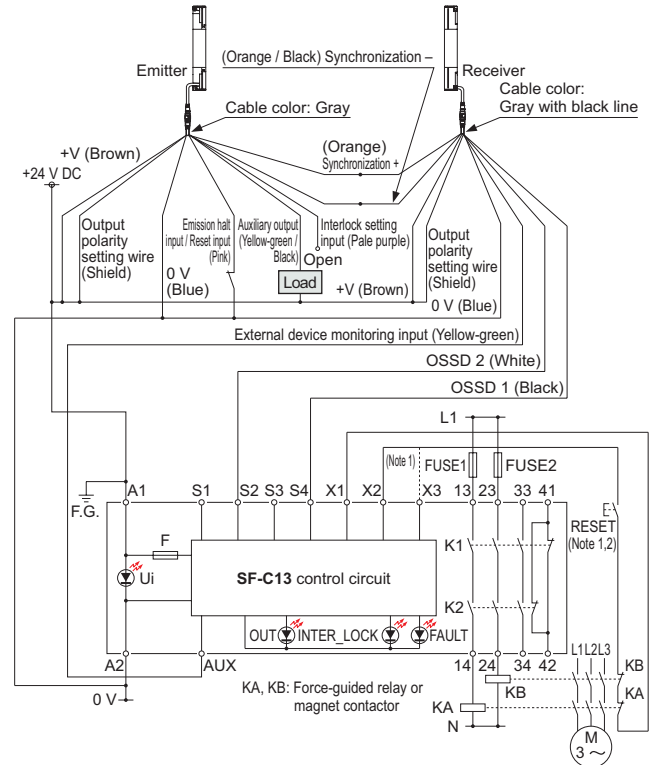 (Orange / Black) Synchronization –
Emitter
Receiver
Cable color:
Gray with black line
Cable color: Gray
+V (Brown)
(Orange)
Synchronization +
+24 V DC
Output
polarity
setting wire
(Shield)
Emission halt
input / Reset input
(Pink)
Auxiliary output
(Yellow-green /
Black)
Interlock setting
input (Pale purple)
Open
Output
polarity
setting wire
(Shield)
0 V
(Blue)
Load
+V (Brown)
0 V (Blue)
External device monitoring input (Yellow-green)
OSSD 2 (White)
OSSD 1 (Black)
L1
(Note 1)
FUSE1
FUSE2
F.G.
A1
S1
S2
S3
S4
X1
X2
X3
13
23
33
41
RESET
(Note 1,2)
F
K1
Ui
SF-C13 control circuit
K2
OUT
INTER_LOCK
FAULT
A2
AUX
14
24
34
42
L1
L2
L3
KB
KA
0 V
KA, KB: Force-guided relay or
magnet contactor
KB
KA
N
M
3 ~